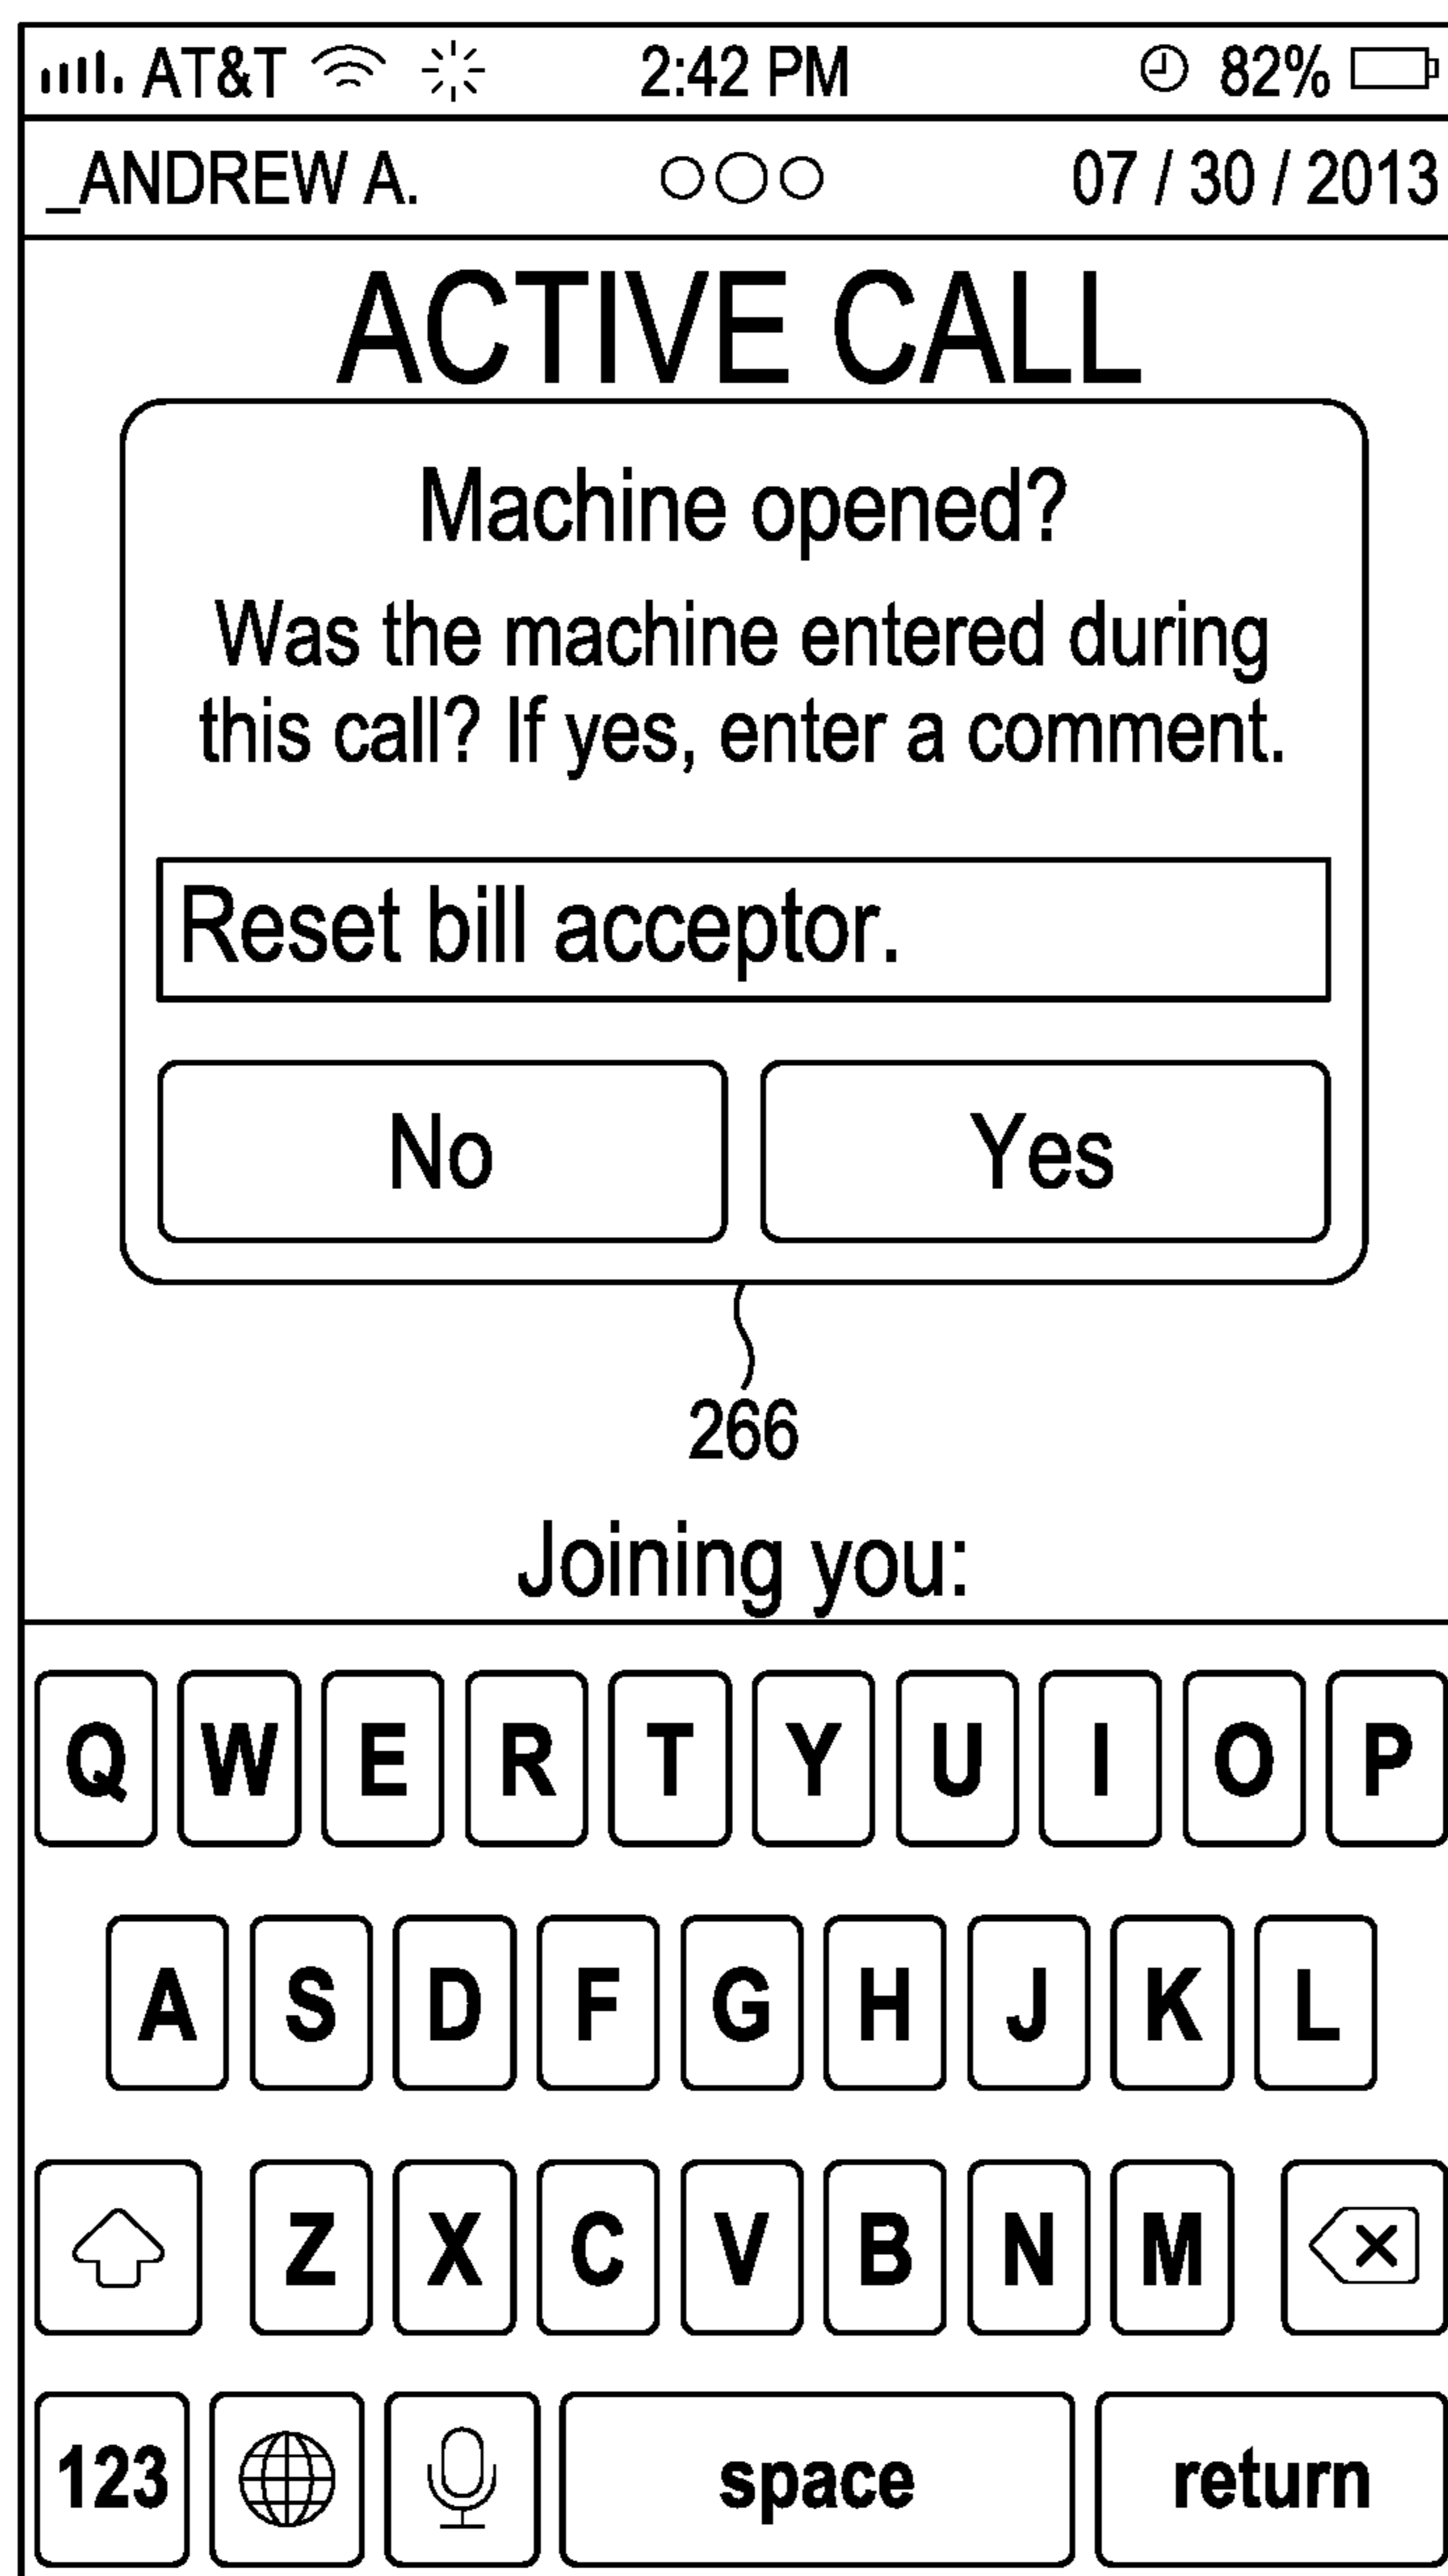 AT&T 2:42 PM 82%
_ANDREW A. 07 / 30 / 2013
ACTIVE CALL
Machine opened?
Was the machine entered during
this call? If yes, enter a comment.
Reset bill acceptor.
No Yes
266
Joining you:
Q W E R T Y U I O P
A S D F G H J K L
Z X C V B N M
123 space return